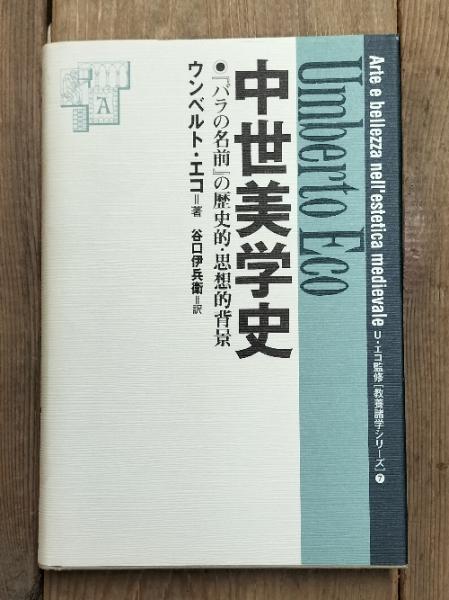 Arte e bellezza nell'estetica medievale
U・エコ監修[教養諸学シリーズ]❼
Umberto Eco
中世美学史
●『バラの名前』の歴史的・思想的背景
ウンベルト・エコ=著 谷口伊兵衛=訳
A